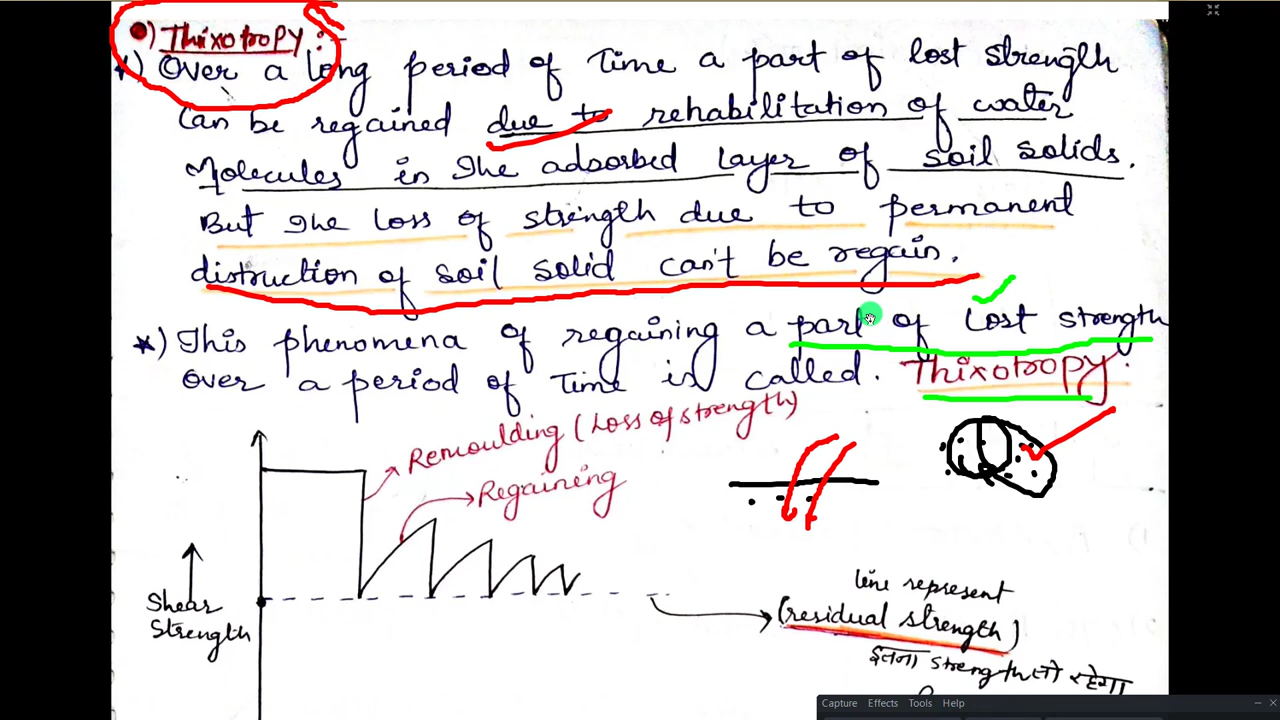 •) Thixotropy :-
*) Over a long period of Time a part of lost strength
Can be regained due to rehabilitation of water
Molecules in the adsorbed layer of soil solids.
But the loss of strength due to permanent
distruction of soil solid can't be regain.
*) This phenomena of regaining a part of lost strength
over a period of Time is called. Thixotropy.
Remoulding (Loss of strength)
Regaining
Shear
Strength
line represent
(residual strength)
इतना strength तो रहेगा
Capture Effects Tools Help